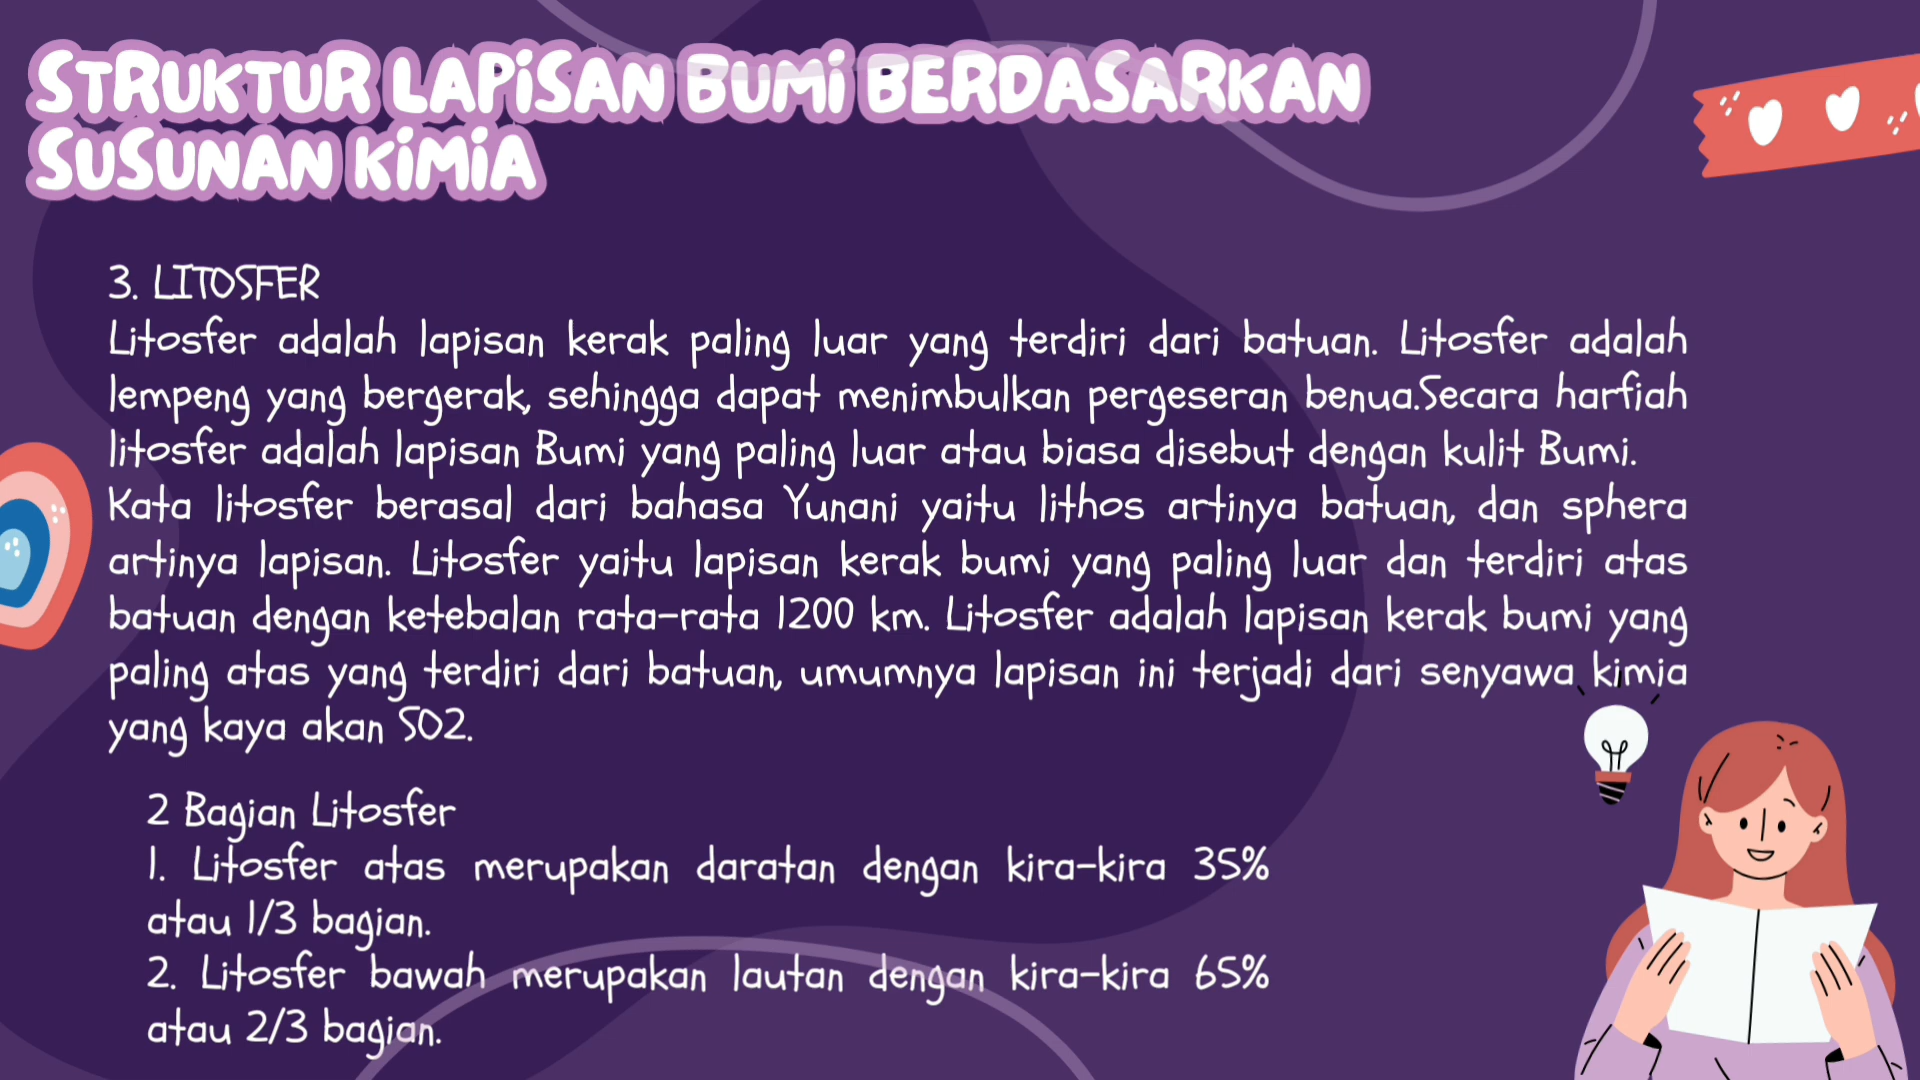 STRUKTUR LAPISAN BUMI BERDASARKAN
SUSUNAN KIMIA
3. LITOSFER
Litosfer adalah lapisan kerak paling luar yang terdiri dari batuan. Litosfer adalah
lempeng yang bergerak, sehingga dapat menimbulkan pergeseran benua.Secara harfiah
litosfer adalah lapisan Bumi yang paling luar atau biasa disebut dengan kulit Bumi.
Kata litosfer berasal dari bahasa Yunani yaitu lithos artinya batuan, dan sphera
artinya lapisan. Litosfer yaitu lapisan kerak bumi yang paling luar dan terdiri atas
batuan dengan ketebalan rata-rata 1200 km. Litosfer adalah lapisan kerak bumi yang
paling atas yang terdiri dari batuan, umumnya lapisan ini terjadi dari senyawa kimia
yang kaya akan SO2.
2 Bagian Litosfer
1. Litosfer atas merupakan daratan dengan kira-kira 35%
atau 1/3 bagian.
2. Litosfer bawah merupakan lautan dengan kira-kira 65%
atau 2/3 bagian.